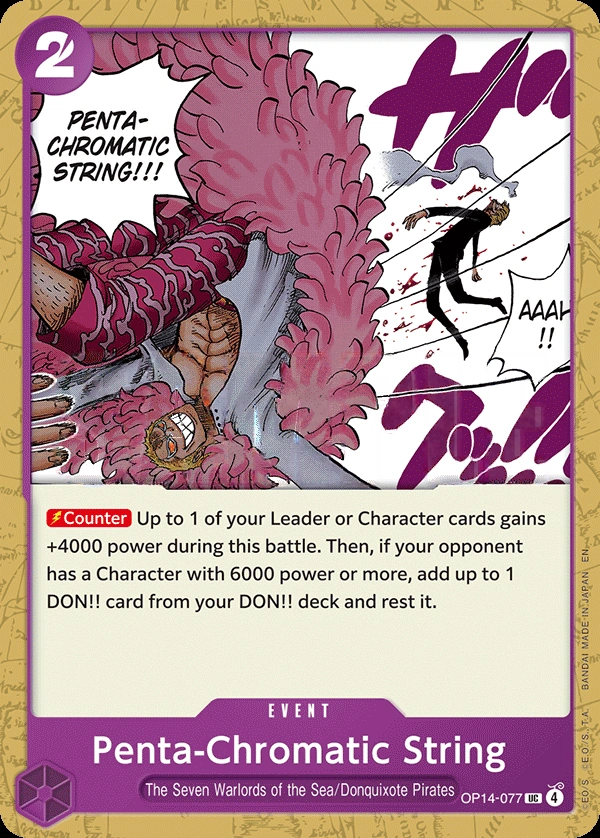 2
PENTA-
CHROMATIC
STRING!!!
AAAH
!!
Counter Up to 1 of your Leader or Character cards gains
+4000 power during this battle. Then, if your opponent
has a Character with 6000 power or more, add up to 1
DON!! card from your DON!! deck and rest it.
EVENT
Penta-Chromatic String
The Seven Warlords of the Sea/Donquixote Pirates
OP14-077 UC 4
©E.O/S. ©E.O./S.,T.A. BANDAI MADE IN JAPAN EN